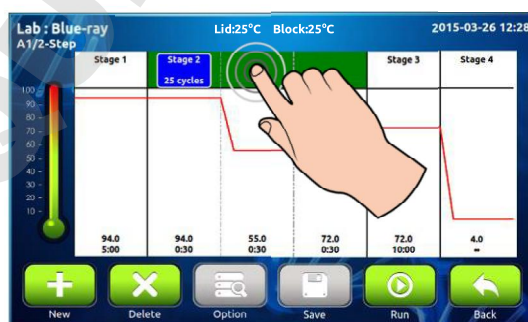 Lab : Blue-ray
Lid:25°C Block:25°C
2015-03-26 12:28
A1/2-Step
Stage 1
Stage 2
25 cycles
Stage 3
Stage 4
100
90
80
70
60
50
40
30
20
10
94.0 94.0 55.0 72.0 72.0 4.0
5:00 0:30 0:30 0:30 10:00 ∞
New Delete Option Save Run Back